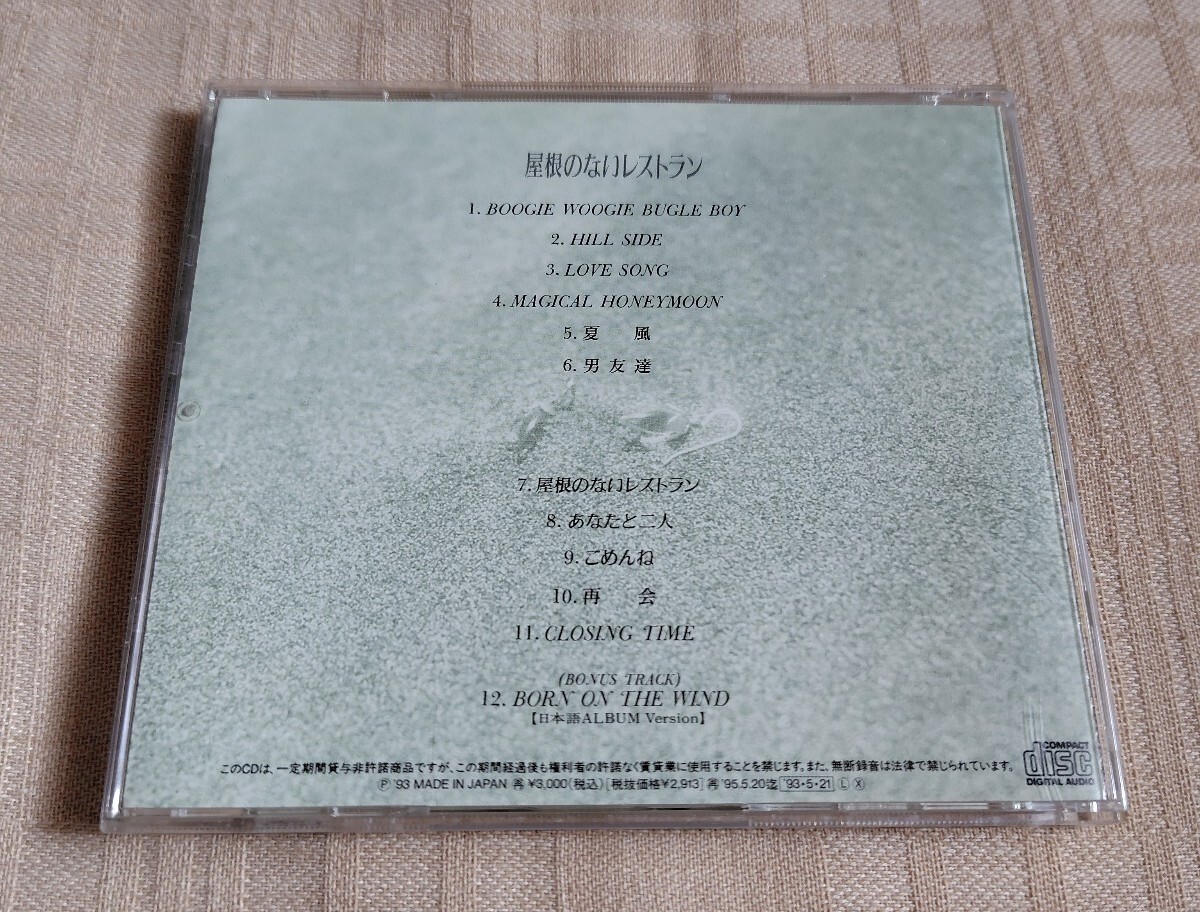 屋根のないレストラン
1. BOOGIE WOOGIE BUGLE BOY
2. HILL SIDE
3. LOVE SONG
4. MAGICAL HONEYMOON
5. 夏 風
6. 男友達
7. 屋根のないレストラン
8. あなたと二人
9. ごめんね
10. 再 会
11. CLOSING TIME
(BONUS TRACK)
12. BORN ON THE WIND
【日本語ALBUM Version】
このCDは、一定期間貸与非許諾商品ですが、この期間経過後も権利者の許諾なく賃貸業に使用することを禁じます。また、無断録音は法律で禁じられています。
Ⓟ '93 MADE IN JAPAN 再 ¥3,000(税込)[税抜価格¥2,913]再 '95.5.20迄 '93・5・21 Ⓛ Ⓧ
COMPACT
disc
DIGITAL AUDIO